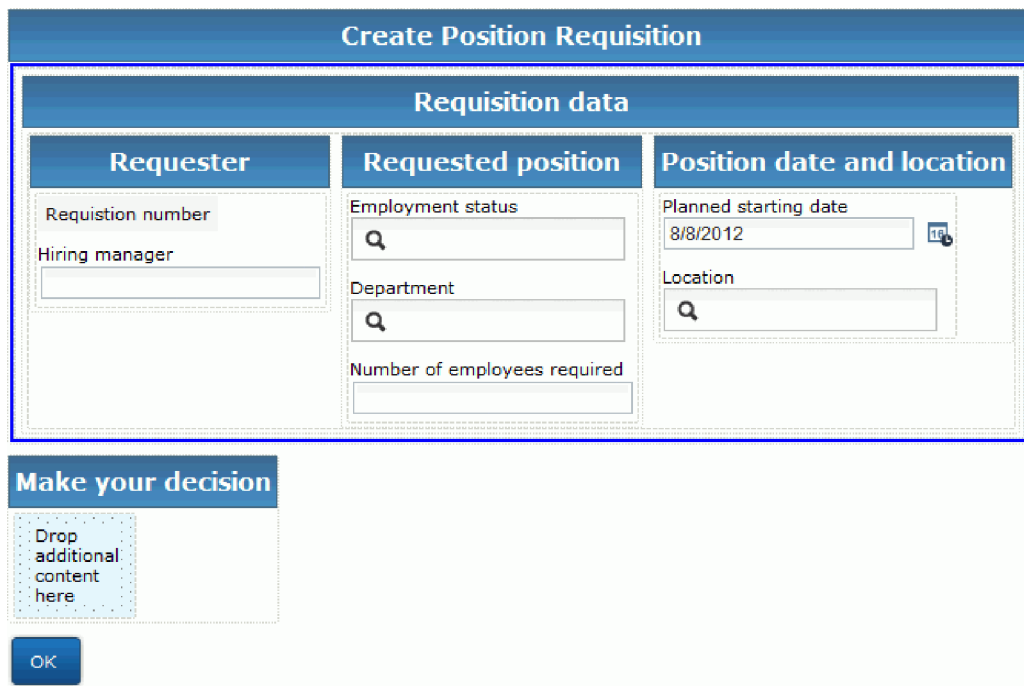 Create Position Requisition
Requisition data
Requester
Requistion number
Hiring manager
Requested position
Employment status
Department
Number of employees required
Position date and location
Planned starting date
8/8/2012
16
Location
Make your decision
Drop
additional
content
here
OK